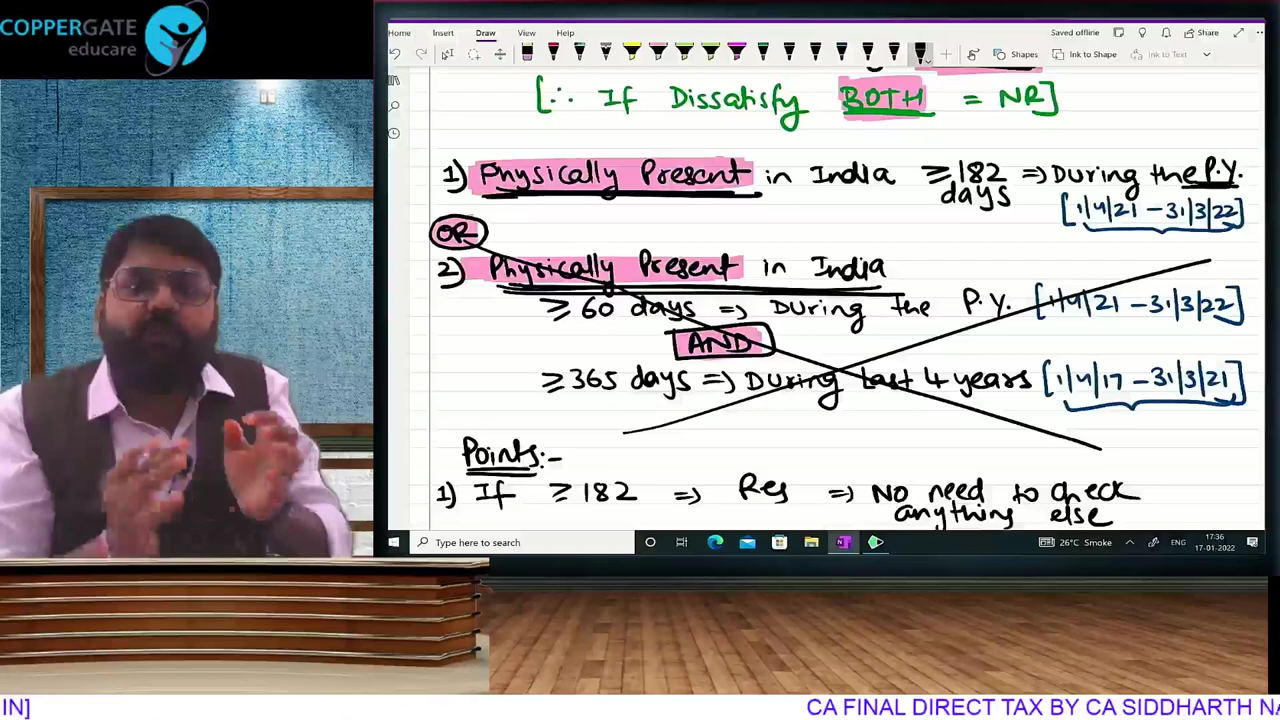 COPPERGATE
educare
Home Insert Draw View Help
Saved offline Share
Shapes Ink to Shape Ink to Text
[∴ If Dissatisfy BOTH = NR]
1) Physically Present in India ≥182 days ⇒ During the P.Y.
[1/4/21 - 31/3/22]
OR
2) Physically Present in India
≥ 60 days ⇒ During the P.Y. [1/4/21 - 31/3/22]
AND
≥365 days ⇒ During last 4 years [1/4/17 - 31/3/21]
Points:-
1) If ≥ 182 ⇒ Res ⇒ No need to check
anything else
Type here to search
26°C Smoke ENG 17:36
17-01-2022
IN] CA FINAL DIRECT TAX BY CA SIDDHARTH